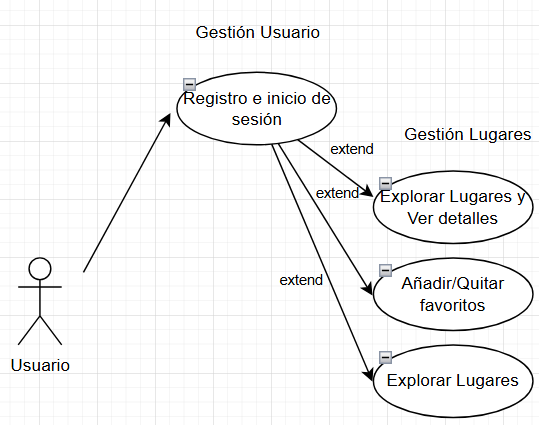 Gestión Usuario
Registro e inicio de
sesión
Gestión Lugares
extend
Explorar Lugares y
Ver detalles
extend
Añadir/Quitar
favoritos
extend
Explorar Lugares
Usuario